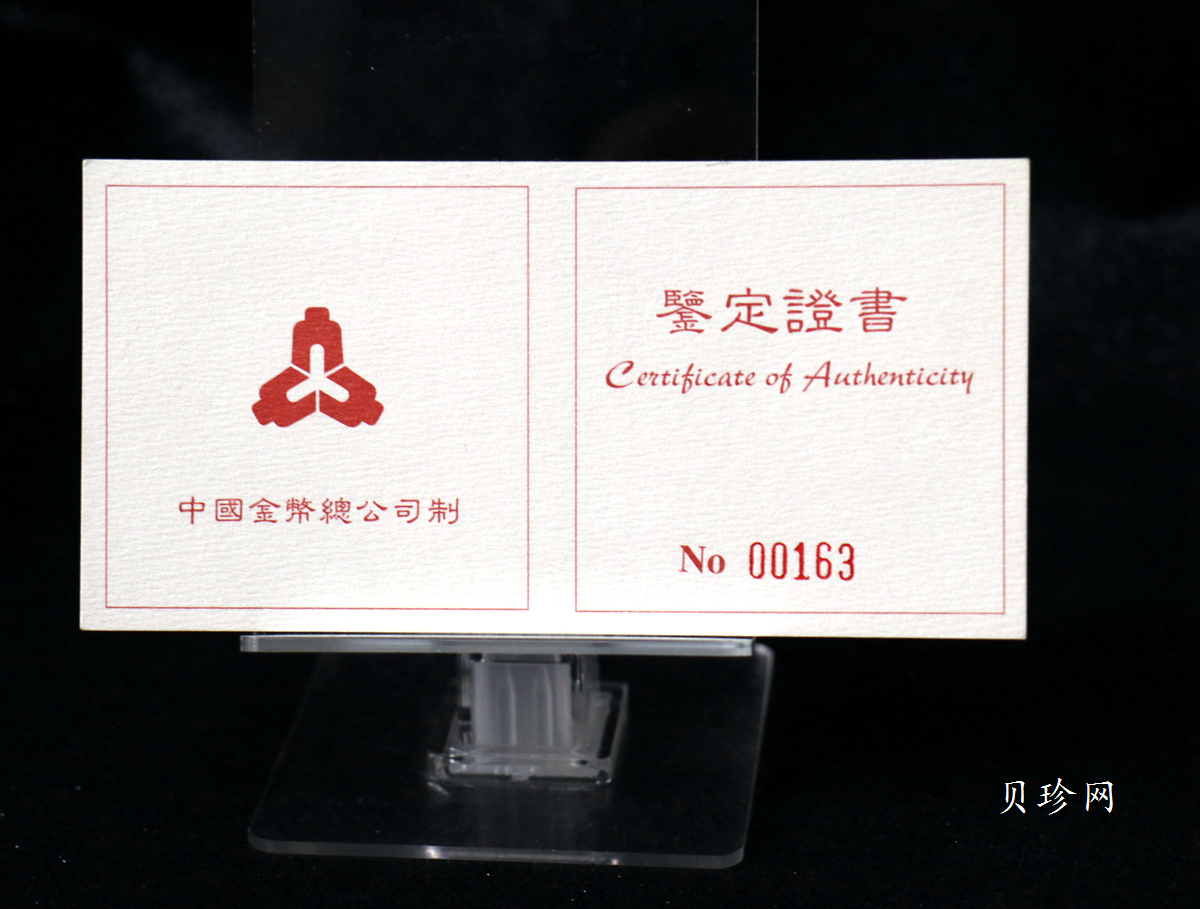 中國金幣總公司制
鑒定證書
Certificate of Authenticity
No 00163
贝珍网